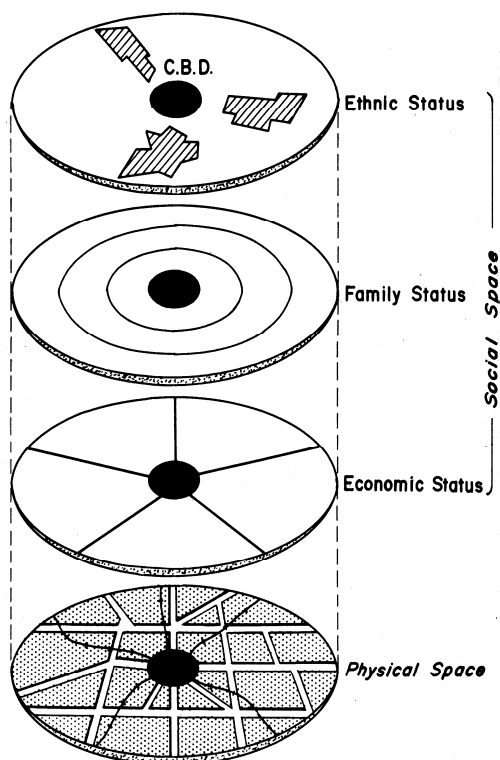 C.B.D.
Ethnic Status
Family Status
Social Space
Economic Status
Physical Space